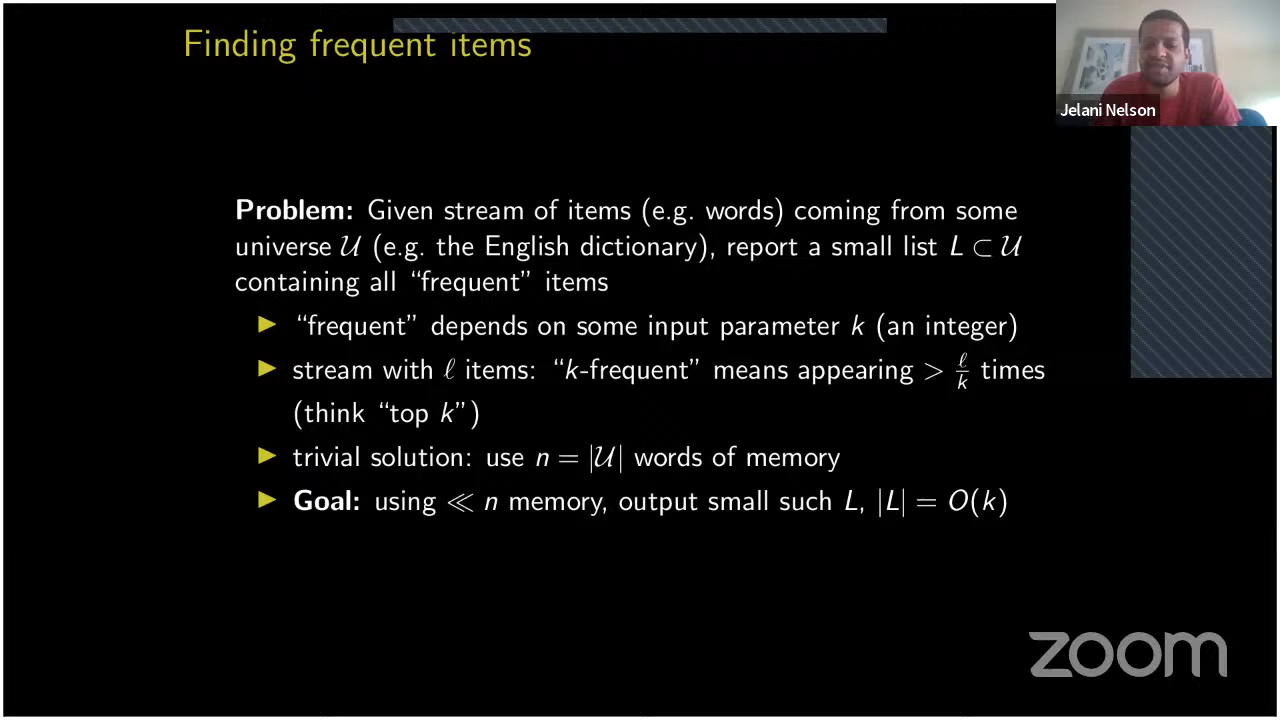 Finding frequent items
Jelani Nelson
Problem: Given stream of items (e.g. words) coming from some
universe 𝒰 (e.g. the English dictionary), report a small list L ⊂ 𝒰
containing all “frequent” items
▶ “frequent” depends on some input parameter k (an integer)
▶ stream with ℓ items: “k-frequent” means appearing > ℓ/k times
(think “top k”)
▶ trivial solution: use n = |𝒰| words of memory
▶ Goal: using ≪ n memory, output small such L, |L| = O(k)
zoom